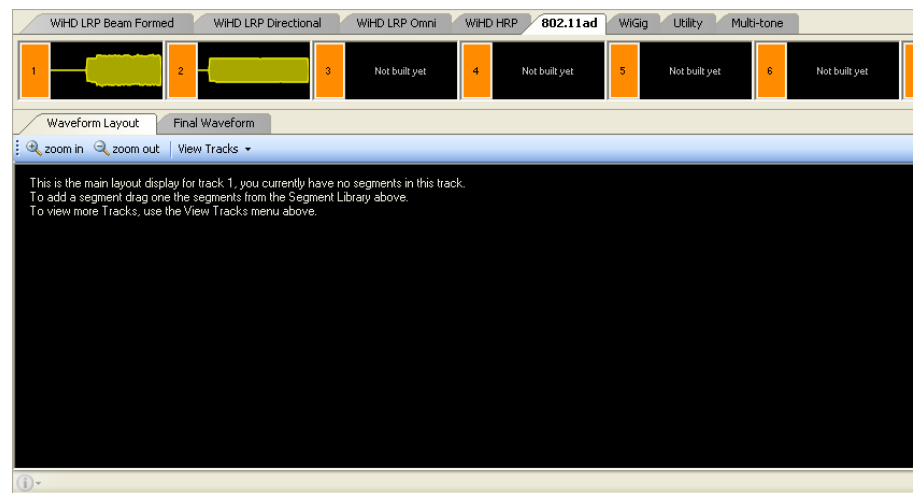 WiHD LRP Beam Formed WiHD LRP Directional WiHD LRP Omni WiHD HRP 802.11ad WiGig Utility Multi-tone
1 2 3 Not built yet 4 Not built yet 5 Not built yet 6 Not built yet
Waveform Layout Final Waveform
zoom in zoom out View Tracks
This is the main layout display for track 1, you currently have no segments in this track.
To add a segment drag one the segments from the Segment Library above.
To view more Tracks, use the View Tracks menu above.